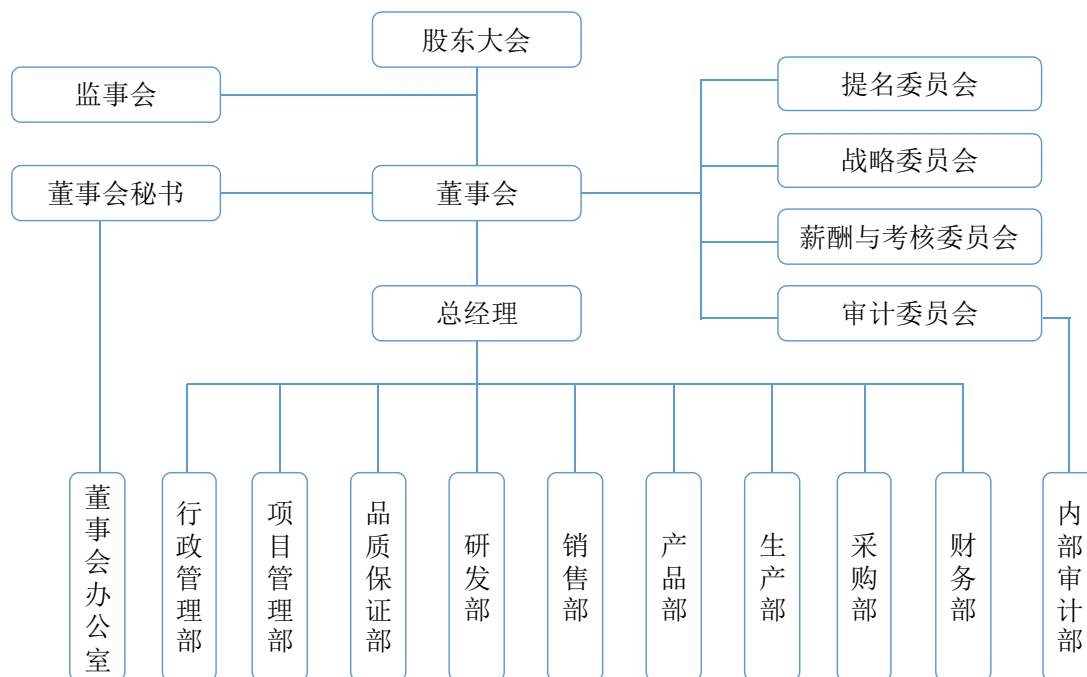 股东大会
监事会
提名委员会
战略委员会
董事会秘书
董事会
薪酬与考核委员会
总经理
审计委员会
董事会办公室
行政管理部
项目管理部
品质保证部
研发部
销售部
产品部
生产部
采购部
财务部
内部审计部